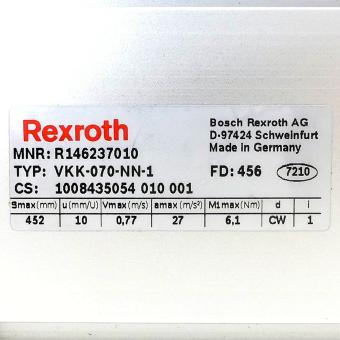 Rexroth
Bosch Rexroth AG
D-97424 Schweinfurt
Made in Germany
MNR: R146237010
TYP: VKK-070-NN-1 FD: 456 7210
CS: 1008435054 010 001
Smax(mm) u(mm/U) Vmax(m/s) amax(m/s²) M1max(Nm) d i
452 10 0,77 27 6,1 CW 1